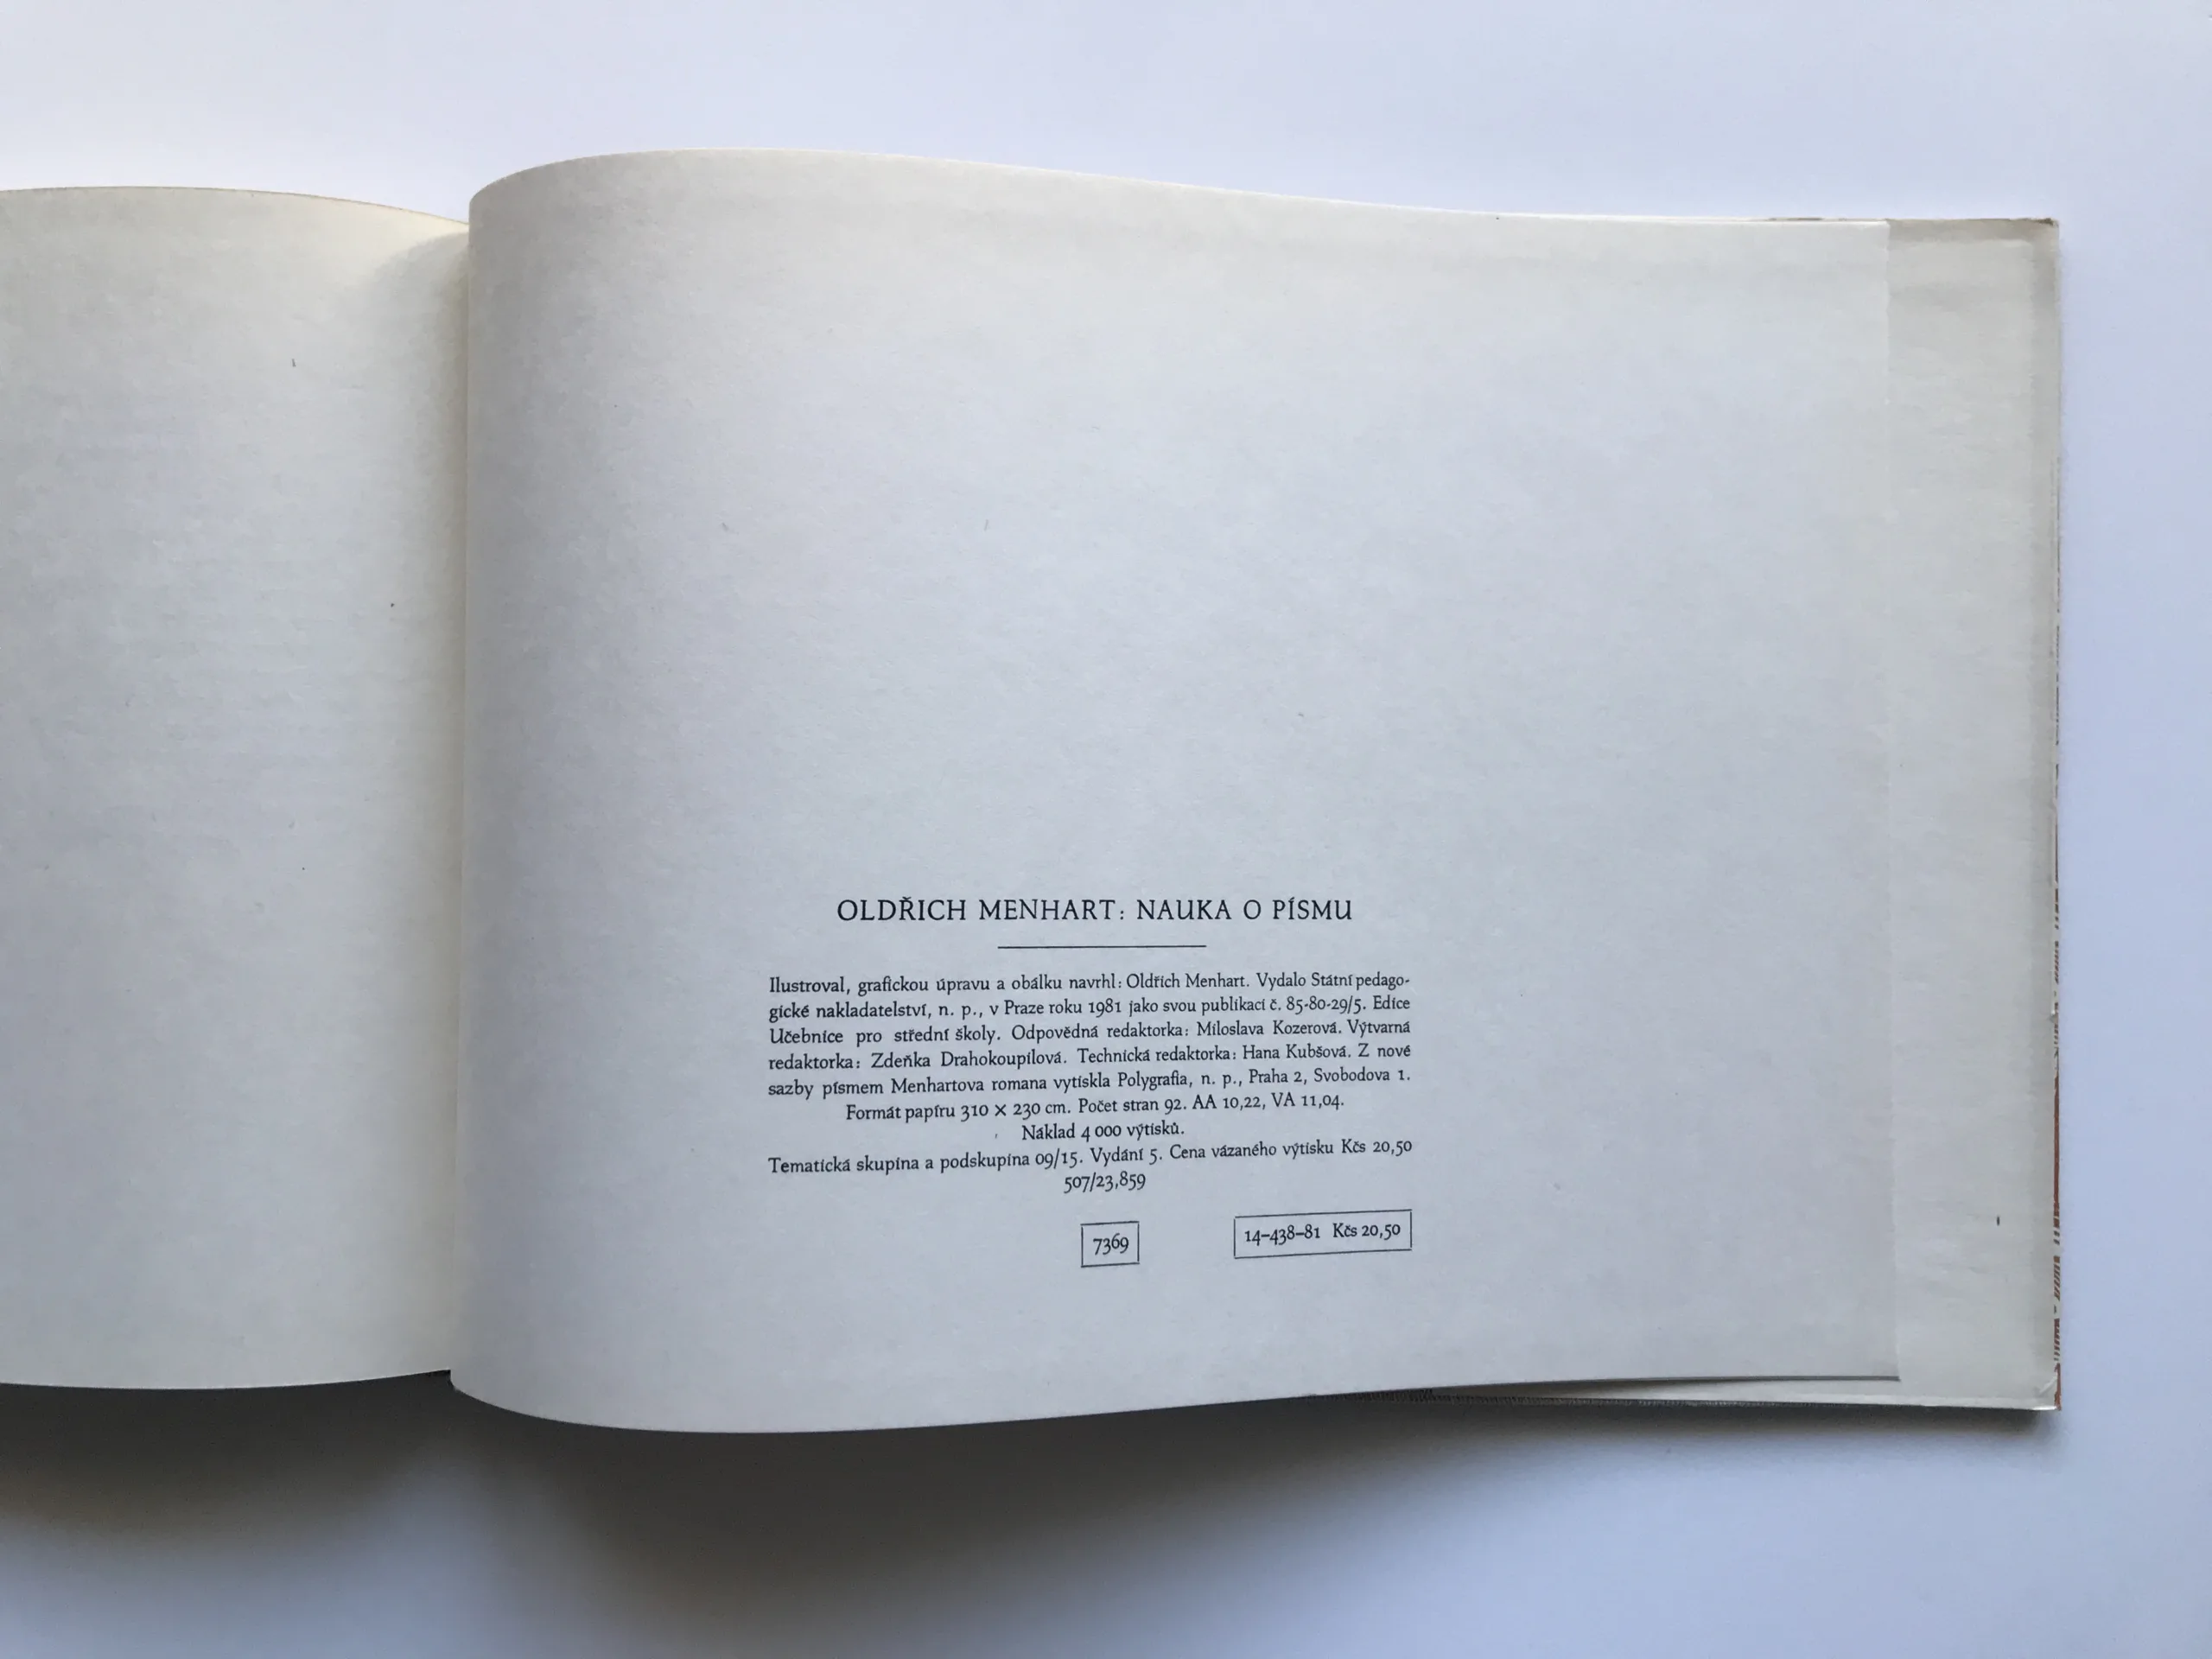 OLDŘICH MENHART: NAUKA O PÍSMU
Ilustroval, grafickou úpravu a obálku navrhl: Oldřich Menhart. Vydalo Státní pedago-
gické nakladatelství, n. p., v Praze roku 1981 jako svou publikaci č. 85-80-29/5. Edice
Učebnice pro střední školy. Odpovědná redaktorka: Miloslava Kozerová. Výtvarná
redaktorka: Zdeňka Drahokoupilová. Technická redaktorka: Hana Kubšová. Z nové
sazby písmem Menhartova romana vytiskla Polygrafia, n. p., Praha 2, Svobodova 1.
Formát papíru 310 × 230 cm. Počet stran 92. AA 10,22, VA 11,04.
Náklad 4 000 výtisků.
Tematická skupina a podskupina 09/15. Vydání 5. Cena vázaného výtisku Kčs 20,50
507/23,859
7369
14–438–81 Kčs 20,50